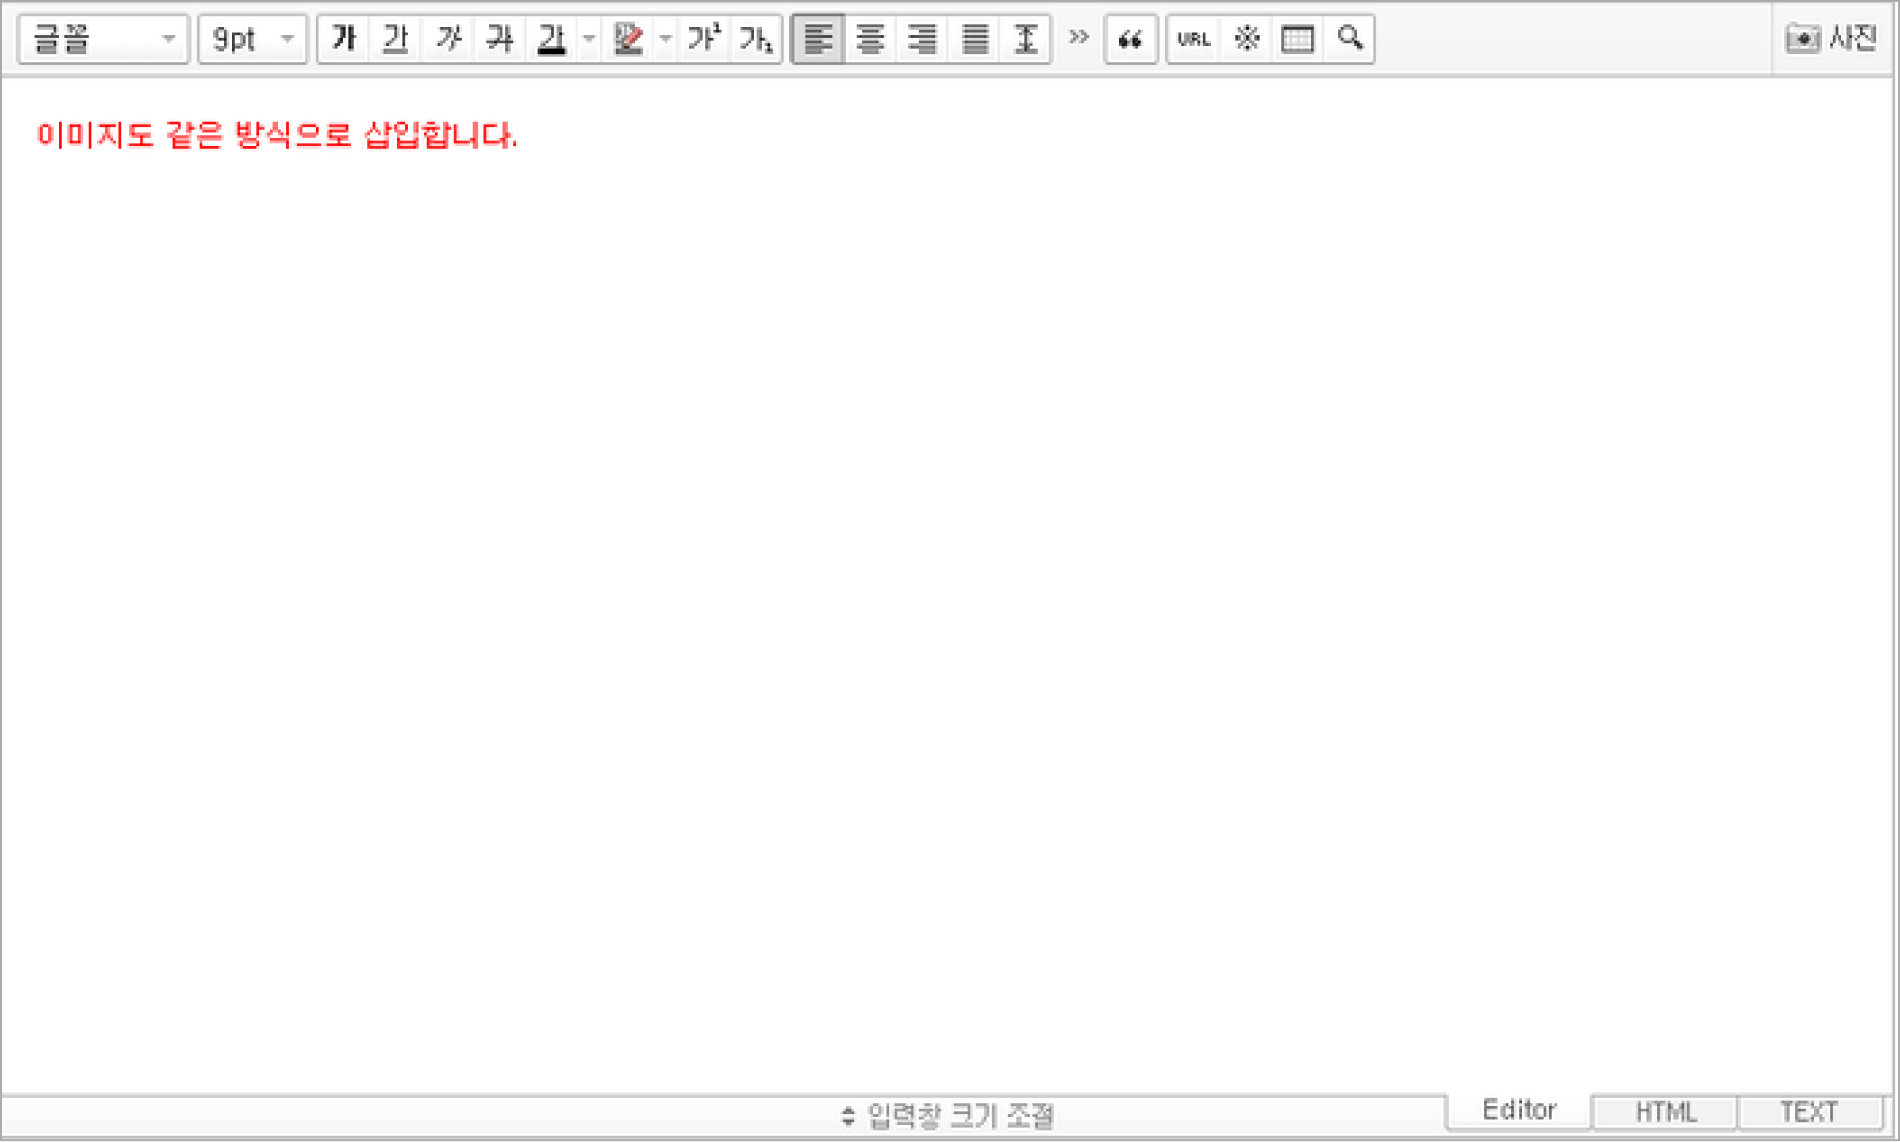 글꼴 9pt 가 가 가 가 가 가¹ 가₁ URL 사진
이미지도 같은 방식으로 삽입합니다.
입력창 크기 조절 Editor HTML TEXT